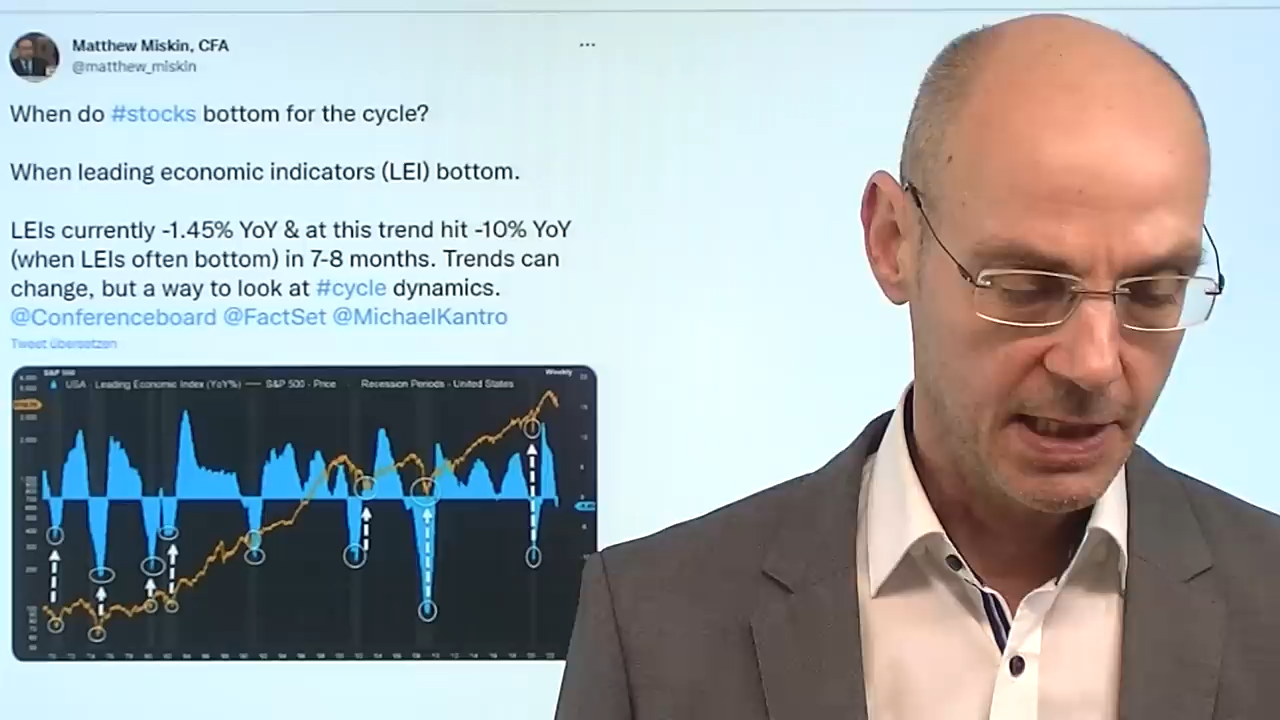 Matthew Miskin, CFA
@matthew_miskin
...
When do #stocks bottom for the cycle?
When leading economic indicators (LEI) bottom.
LEIs currently -1.45% YoY & at this trend hit -10% YoY
(when LEIs often bottom) in 7-8 months. Trends can
change, but a way to look at #cycle dynamics.
@Conferenceboard @FactSet @MichaelKantro
Tweet übersetzen
S&P 500
Weekly
USA - Leading Economic Index (YoY%) S&P 500 - Price Recession Periods - United States